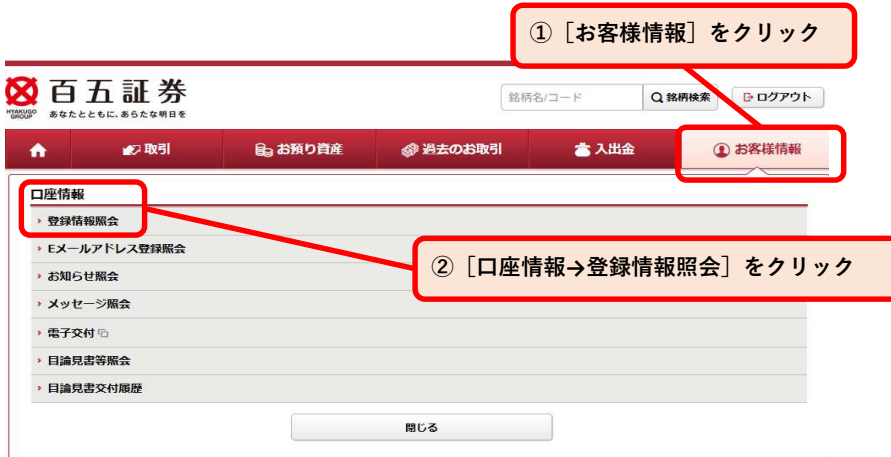 ①［お客様情報］をクリック
百五証券
HYAKUGO GROUP
あなたとともに、あらたな明日を
銘柄名/コード
銘柄検索
ログアウト
取引
お預り資産
過去のお取引
入出金
お客様情報
口座情報
登録情報照会
Eメールアドレス登録照会
②［口座情報→登録情報照会］をクリック
お知らせ照会
メッセージ照会
電子交付
目論見書等照会
目論見書交付履歴
閉じる